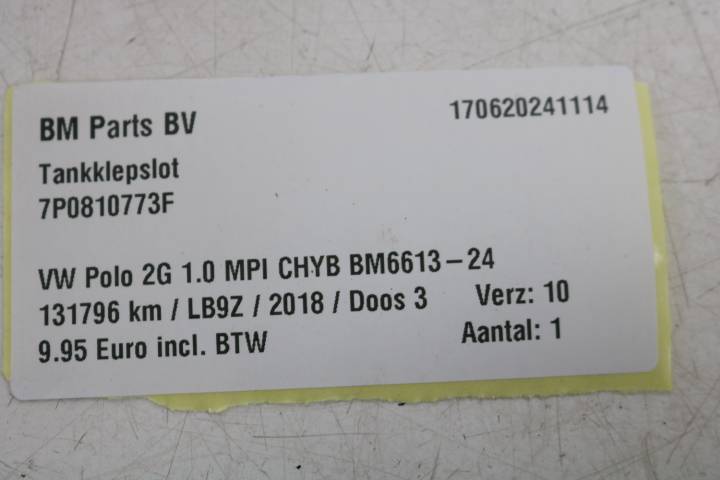 BM Parts BV 170620241114
Tankklepslot
7P0810773F
VW Polo 2G 1.0 MPI CHYB BM6613-24
131796 km / LB9Z / 2018 / Doos 3 Verz: 10
9.95 Euro incl. BTW Aantal: 1